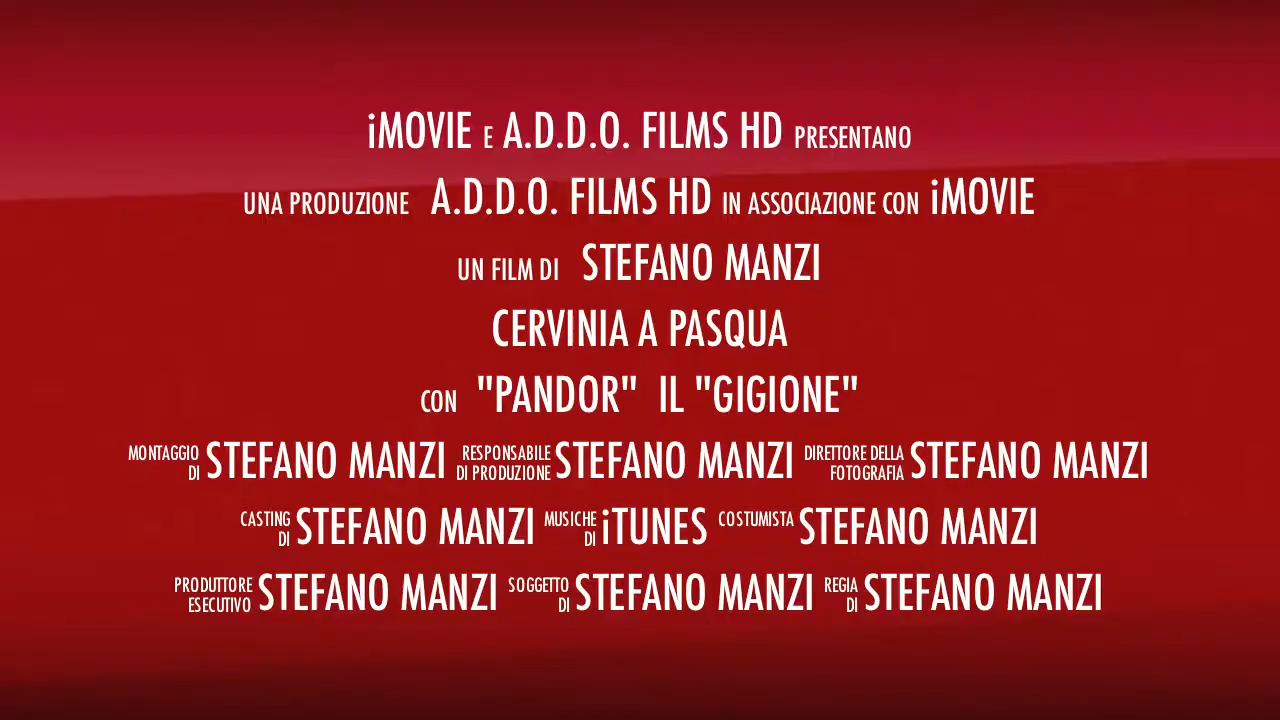 iMOVIE E A.D.D.O. FILMS HD PRESENTANO
UNA PRODUZIONE A.D.D.O. FILMS HD IN ASSOCIAZIONE CON iMOVIE
UN FILM DI STEFANO MANZI
CERVINIA A PASQUA
CON "PANDOR" IL "GIGIONE"
MONTAGGIO DI STEFANO MANZI RESPONSABILE DI PRODUZIONE STEFANO MANZI DIRETTORE DELLA FOTOGRAFIA STEFANO MANZI
CASTING DI STEFANO MANZI MUSICHE DI iTUNES COSTUMISTA STEFANO MANZI
PRODUTTORE ESECUTIVO STEFANO MANZI SOGGETTO DI STEFANO MANZI REGIA DI STEFANO MANZI